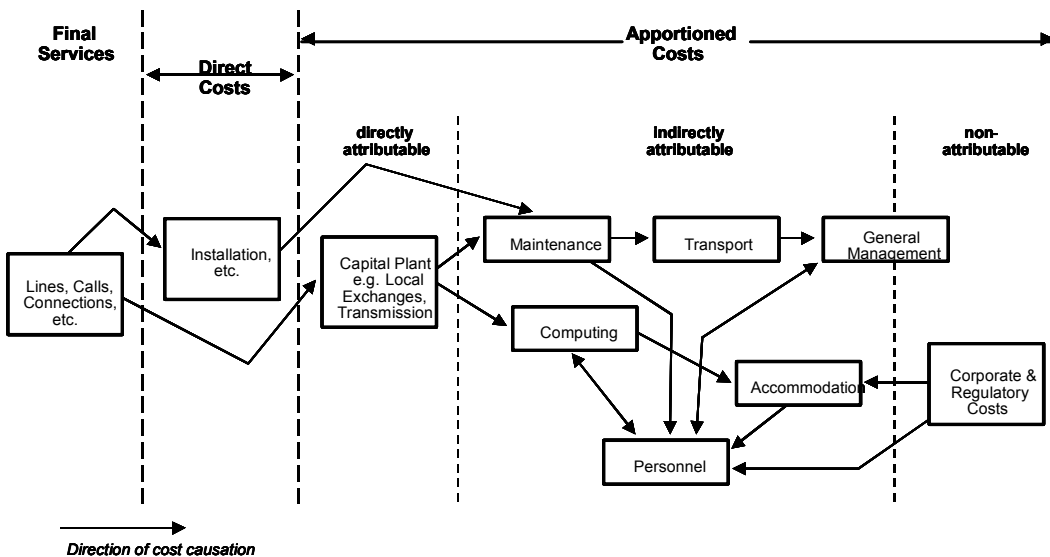 Final
Services
Direct
Costs
Apportioned
Costs
directly
attributable
indirectly
attributable
non-
attributable
Lines, Calls,
Connections,
etc.
Installation,
etc.
Capital Plant
e.g. Local
Exchanges,
Transmission
Maintenance
Transport
General
Management
Computing
Accommodation
Corporate &
Regulatory
Costs
Personnel
Direction of cost causation